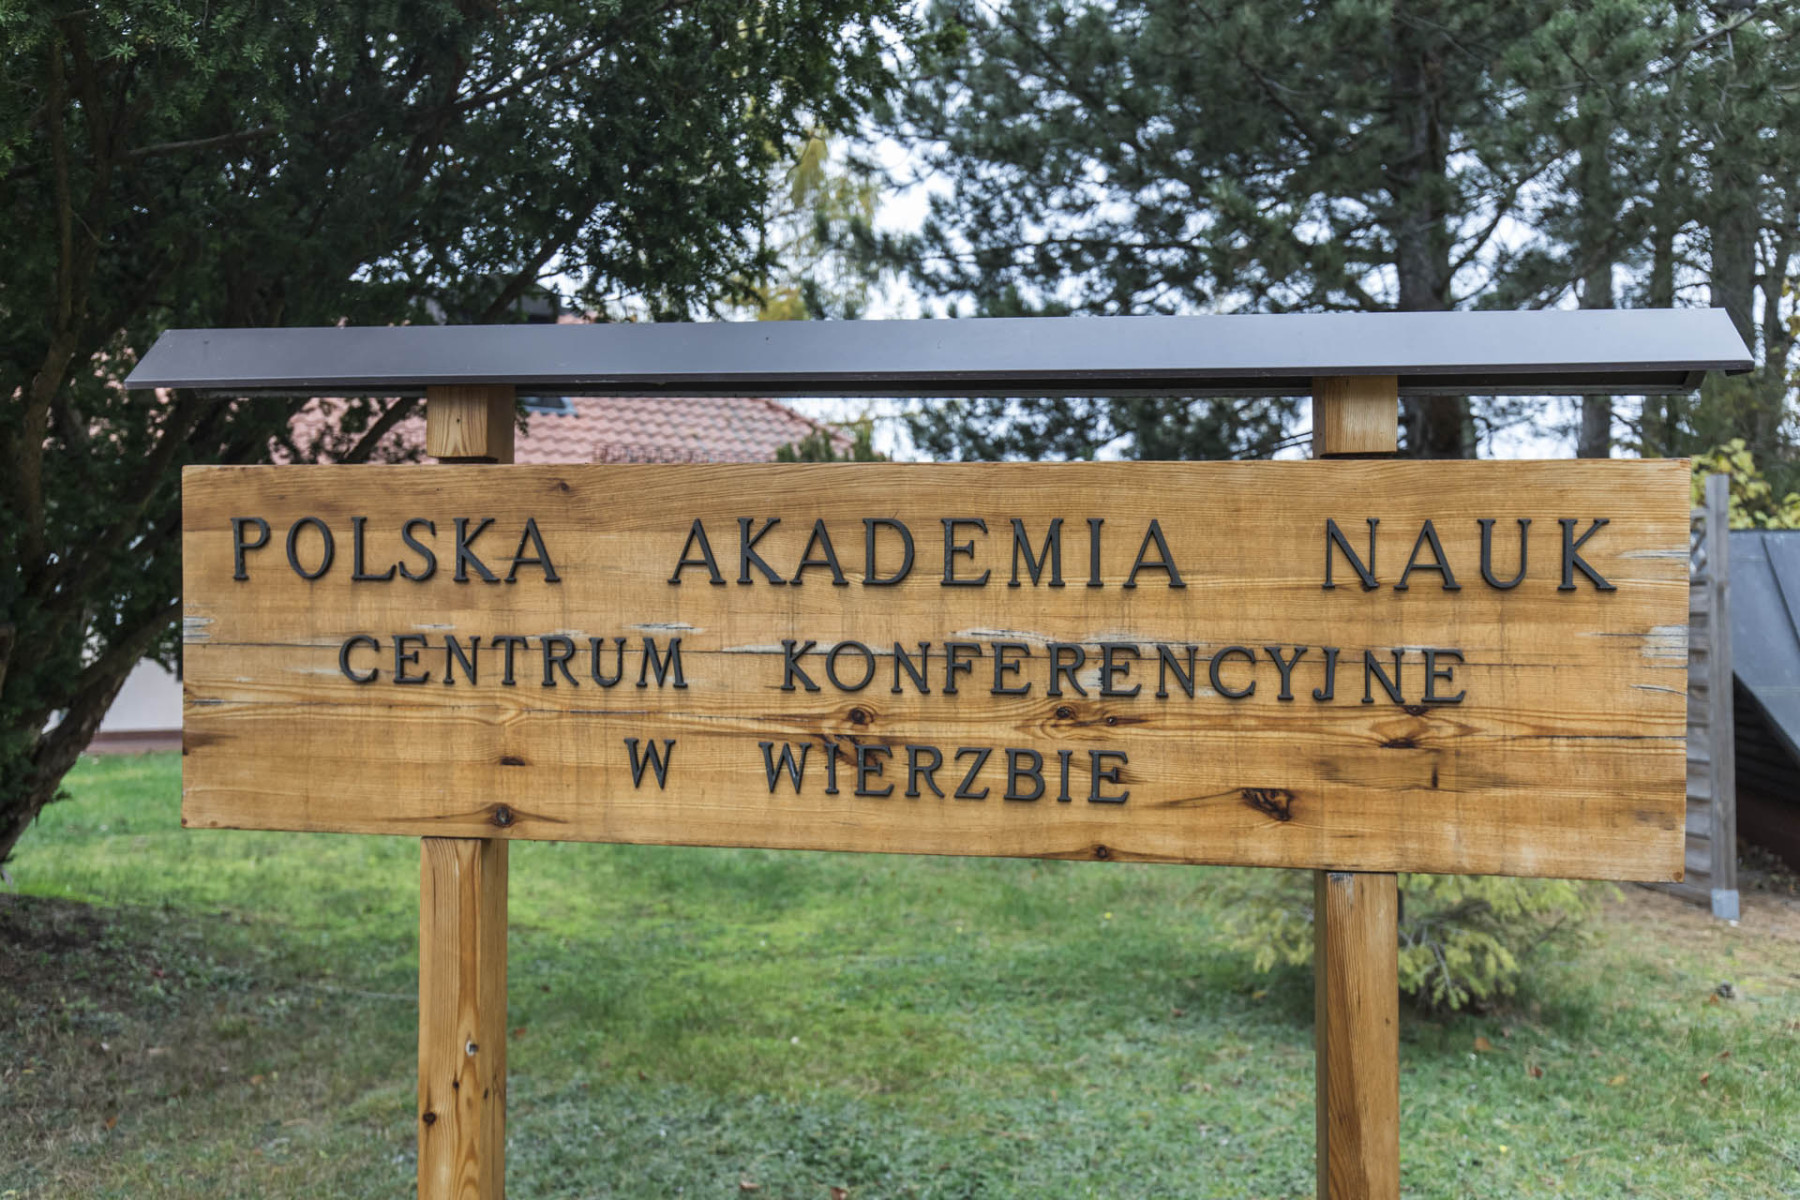 POLSKA AKADEMIA NAUK
CENTRUM KONFERENCYJNE
W WIERZBIE